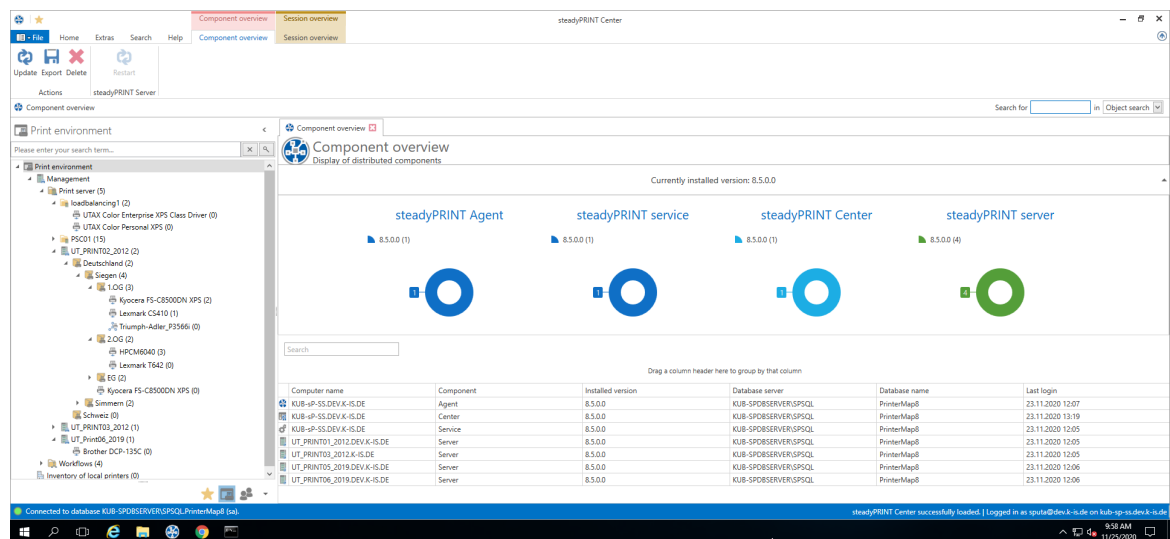 Component overview Session overview steadyPRINT Center
File Home Extras Search Help Component overview Session overview
Update Export Delete Restart
Actions steadyPRINT Server
Component overview Search for in Object search
Print environment
Please enter your search term...
Print environment
Management
Print server (5)
loadbalancing1 (2)
UTAX Color Enterprise XPS Class Driver (0)
UTAX Color Personal XPS (0)
PSC01 (15)
UT_PRINT02_2012 (2)
Deutschland (2)
Siegen (4)
1.OG (3)
Kyocera FS-C8500DN XPS (2)
Lexmark CS410 (1)
Triumph-Adler_P3566i (0)
2.OG (2)
HPCM6040 (3)
Lexmark T642 (0)
EG (2)
Kyocera FS-C8500DN XPS (0)
Simmern (2)
Schweiz (0)
UT_PRINT03_2012 (1)
UT_Print06_2019 (1)
Brother DCP-135C (0)
Workflows (4)
Inventory of local printers (0)
Component overview
Component overview
Display of distributed components
Currently installed version: 8.5.0.0
steadyPRINT Agent steadyPRINT service steadyPRINT Center steadyPRINT server
8.5.0.0 (1) 8.5.0.0 (1) 8.5.0.0 (1) 8.5.0.0 (4)
1 1 1 4
Search
Drag a column header here to group by that column
Computer name Component Installed version Database server Database name Last login
KUB-sP-SS.DEV.K-IS.DE Agent 8.5.0.0 KUB-SPDBSERVER\SPSQL PrinterMap8 23.11.2020 12:07
KUB-sP-SS.DEV.K-IS.DE Center 8.5.0.0 KUB-SPDBSERVER\SPSQL PrinterMap8 23.11.2020 13:19
KUB-sP-SS.DEV.K-IS.DE Service 8.5.0.0 KUB-SPDBSERVER\SPSQL PrinterMap8 23.11.2020 12:05
UT_PRINT01_2012.DEV.K-IS.DE Server 8.5.0.0 KUB-SPDBSERVER\SPSQL PrinterMap8 23.11.2020 12:05
UT_PRINT03_2012.K-IS.DE Server 8.5.0.0 KUB-SPDBSERVER\SPSQL PrinterMap8 23.11.2020 12:05
UT_PRINT05_2019.DEV.K-IS.DE Server 8.5.0.0 KUB-SPDBSERVER\SPSQL PrinterMap8 23.11.2020 12:06
UT_PRINT06_2019.DEV.K-IS.DE Server 8.5.0.0 KUB-SPDBSERVER\SPSQL PrinterMap8 23.11.2020 12:06
Connected to database KUB-SPDBSERVER\SPSQL.PrinterMap8 (sa). steadyPRINT Center successfully loaded. | Logged in as sputa@dev.k-is.de on kub-sp-ss.dev.k-is.de
9:58 AM
11/25/2020